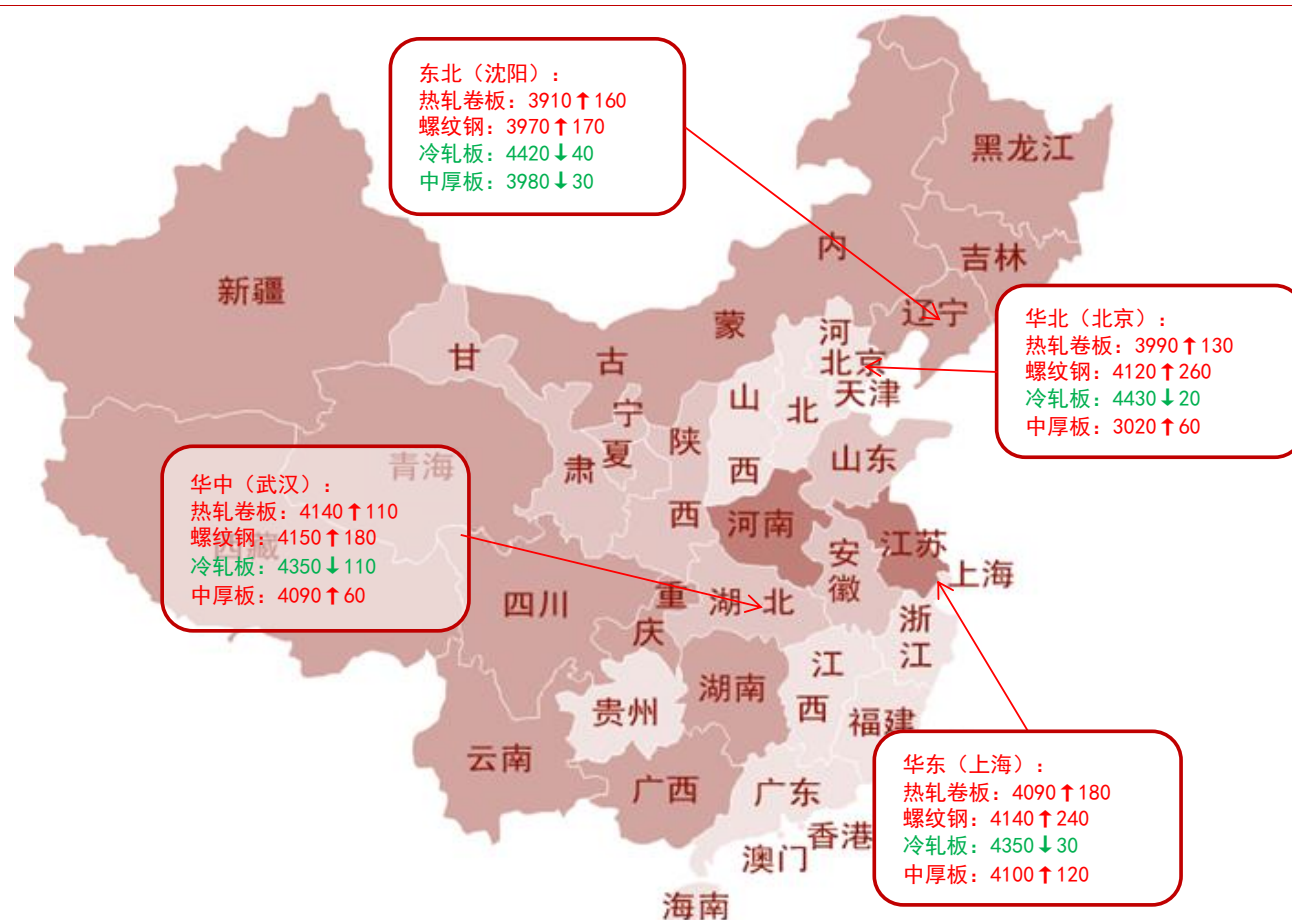 东北（沈阳）：
热轧卷板：3910↑160
螺纹钢：3970↑170
冷轧板：4420↓40
中厚板：3980↓30
黑龙江
内
吉林
新疆
辽宁
蒙
华北（北京）：
热轧卷板：3990↑130
螺纹钢：4120↑260
冷轧板：4430↓20
中厚板：3020↑60
河
甘
古
北京
天津
宁
山
北
陕
夏
肃
青海
山东
西
华中（武汉）：
热轧卷板：4140↑110
螺纹钢：4150↑180
冷轧板：4350↓110
中厚板：4090↑60
西藏
西
河南
江苏
安
徽
上海
四川
重
庆
湖
北
浙
江
江
西
湖南
贵州
福建
云南
广西
广东
华东（上海）：
热轧卷板：4090↑180
螺纹钢：4140↑240
冷轧板：4350↓30
中厚板：4100↑120
香港
澳门
海南